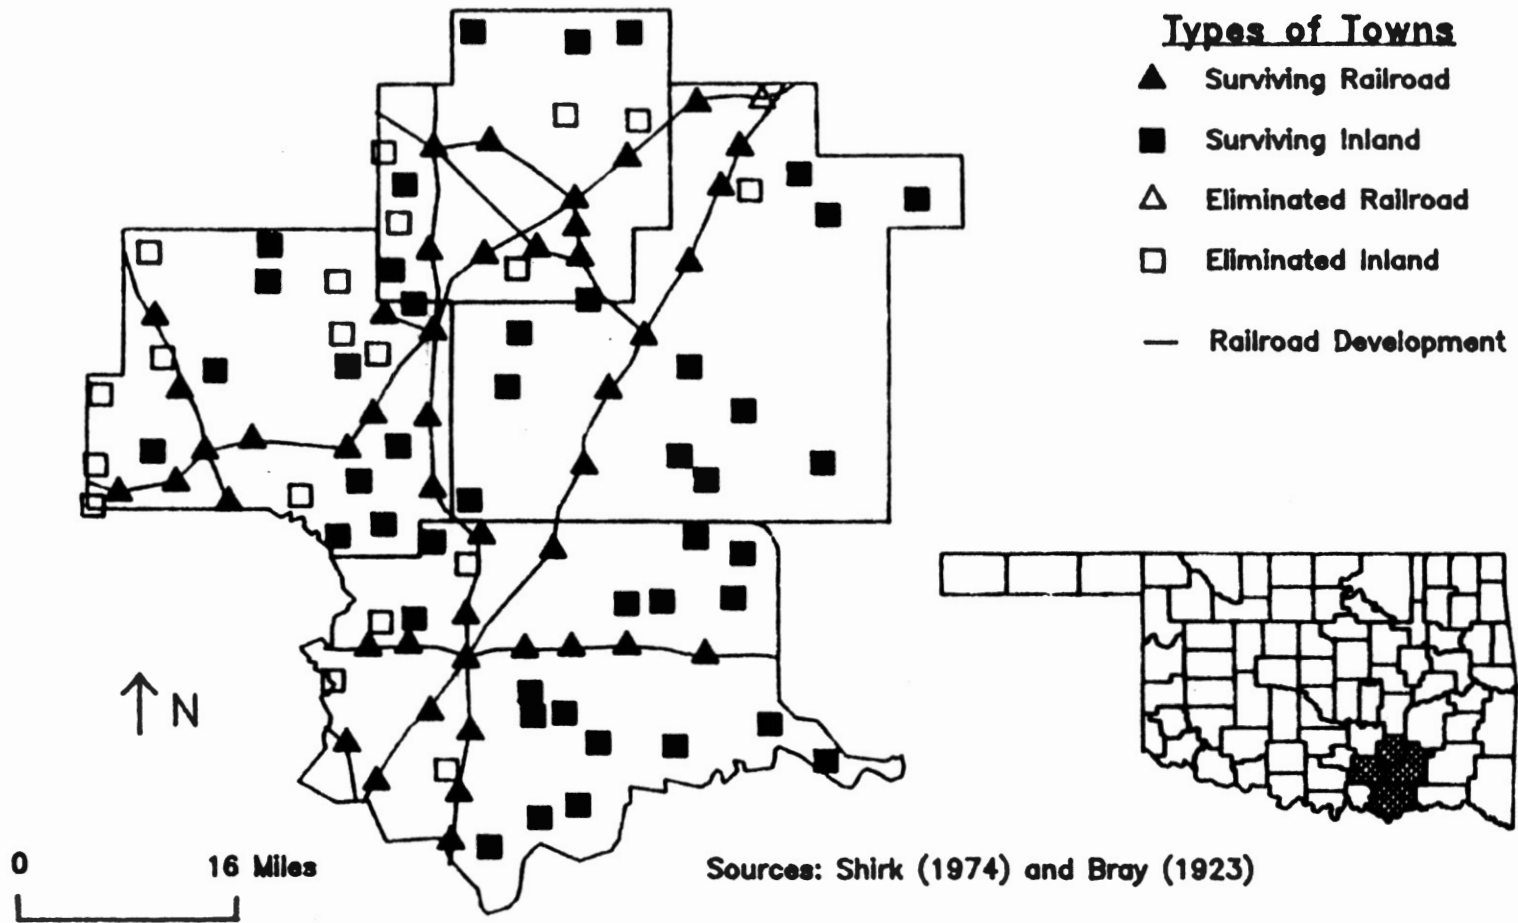 Types of Towns
Surviving Railroad
Surviving Inland
Eliminated Railroad
Eliminated Inland
Railroad Development
N
0 16 Miles
Sources: Shirk (1974) and Bray (1923)